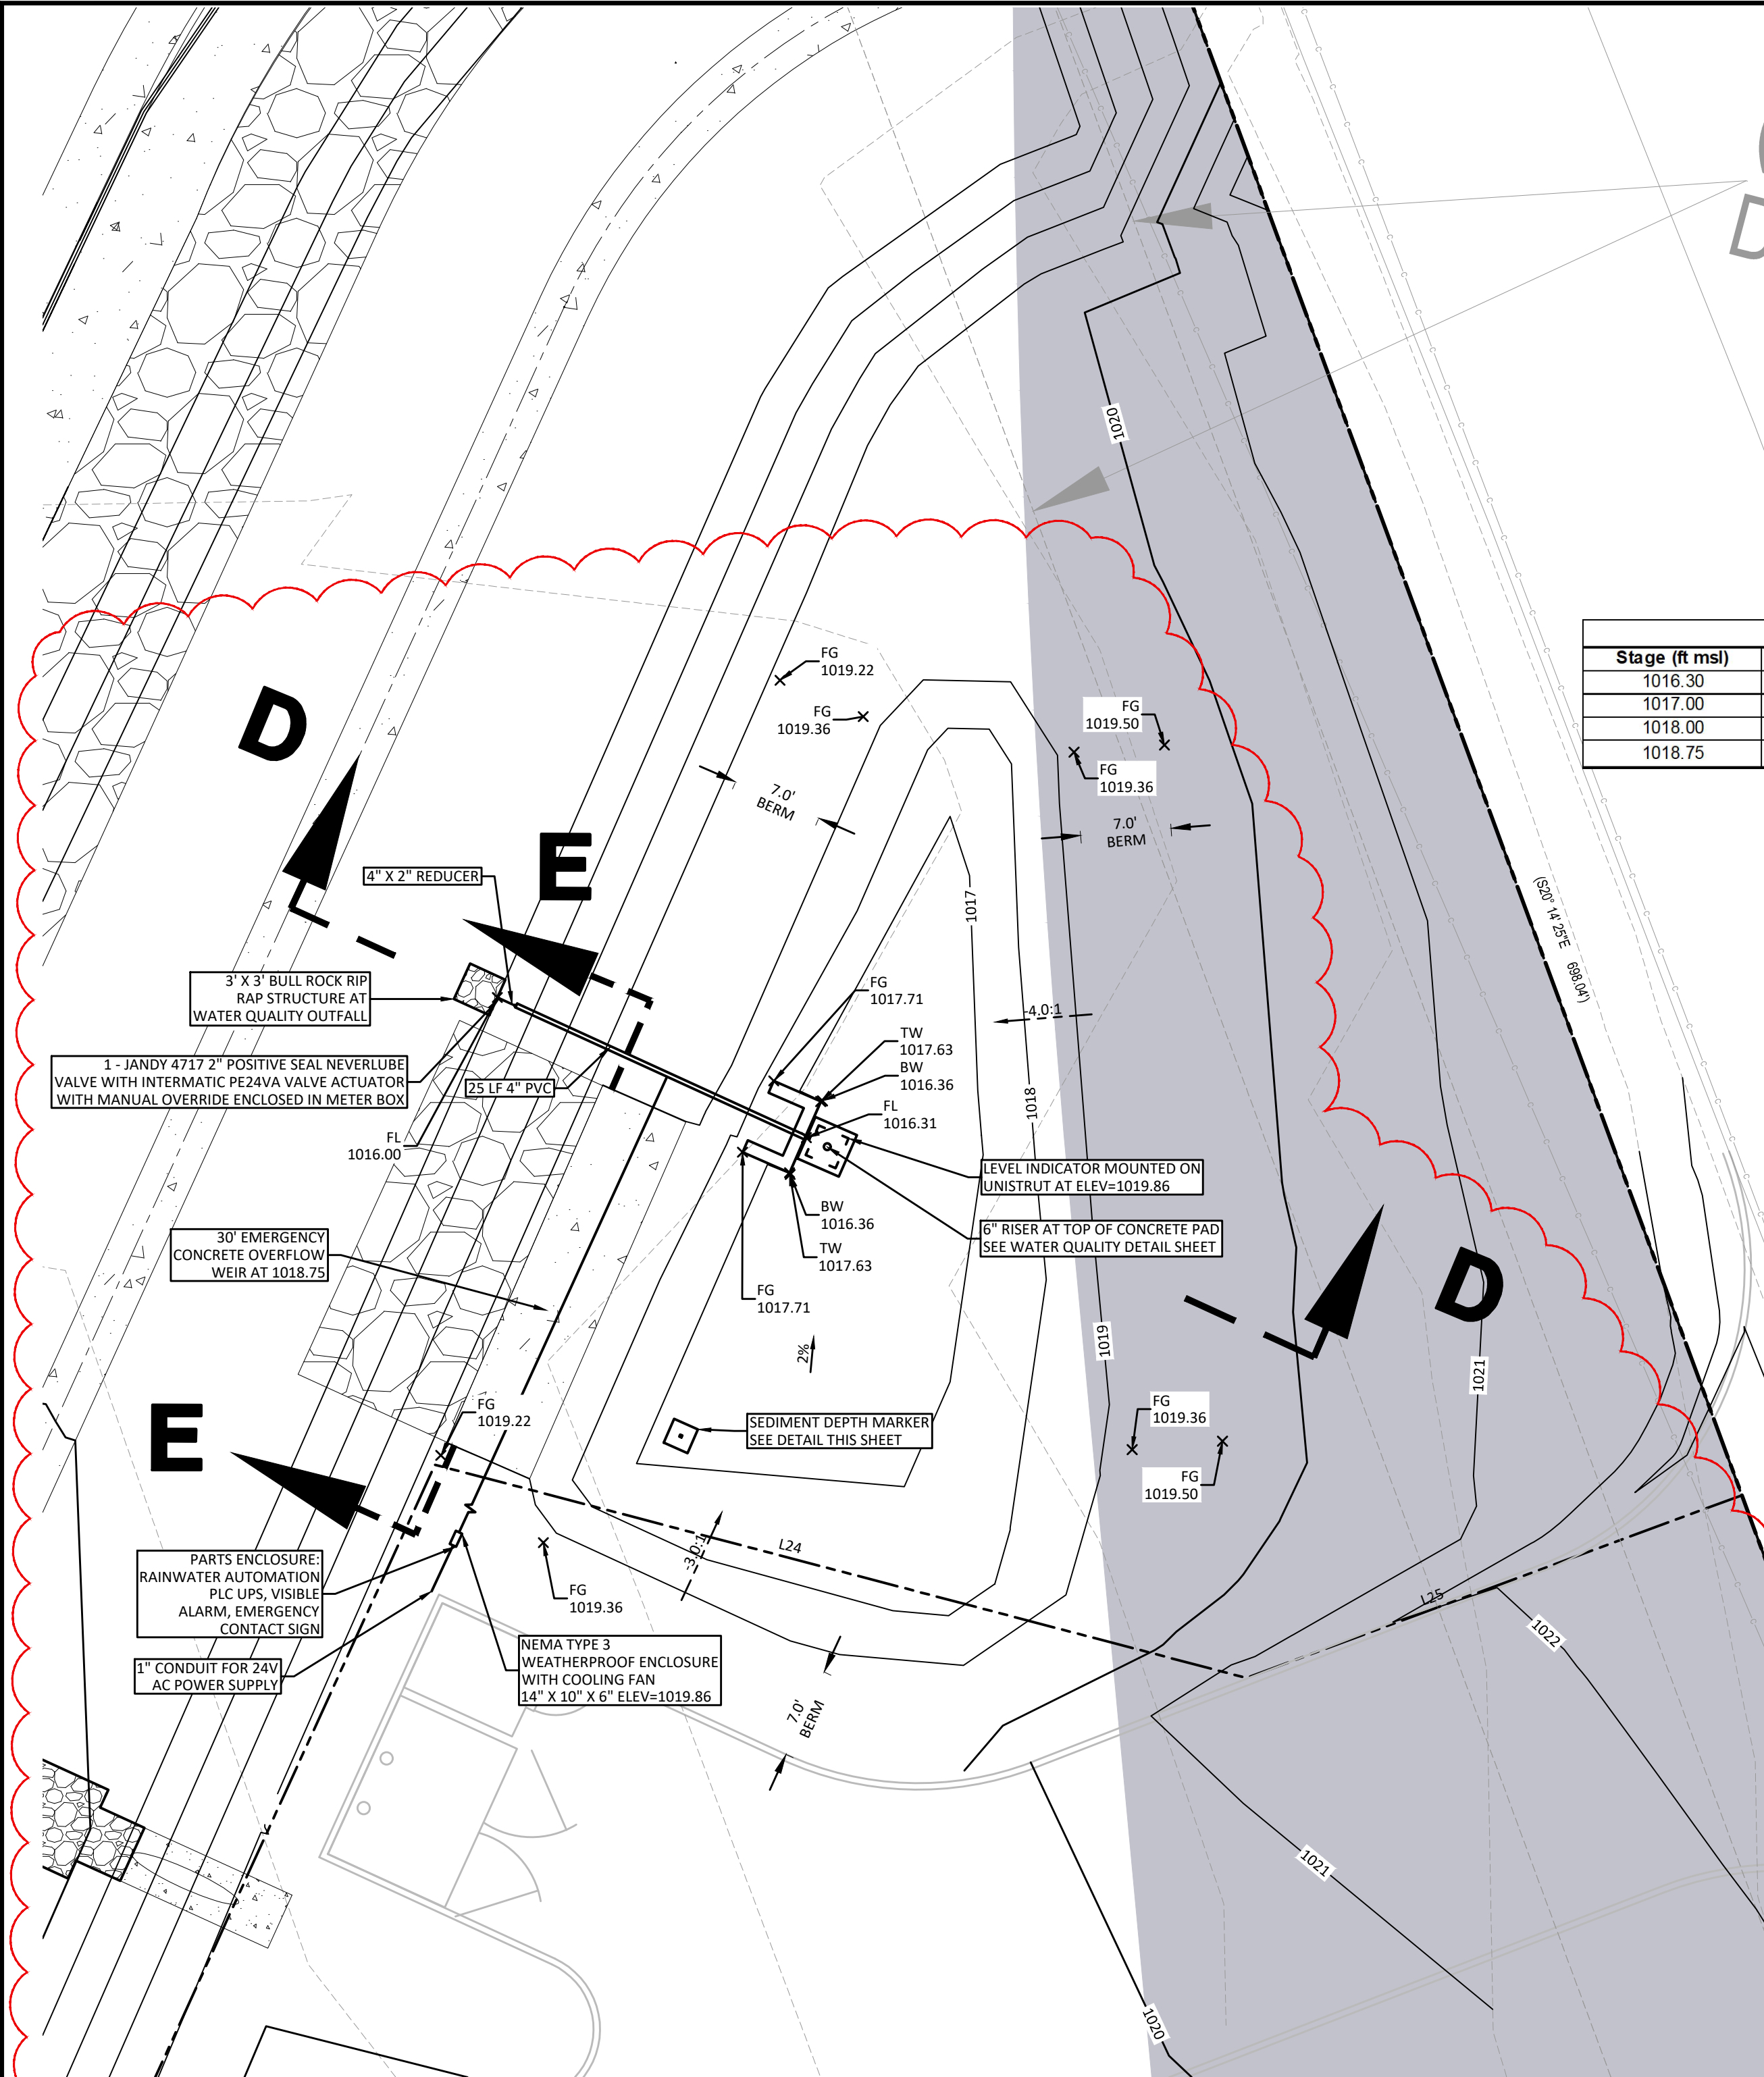 D
1020
Stage (ft msl)
1016.30
1017.00
1018.00
1018.75
FG
1019.22
FG
1019.36
FG
1019.50
FG
1019.36
D
7.0'
BERM
7.0'
BERM
E
4" X 2" REDUCER
1017
(S20° 14' 25"E 698.04')
3' X 3' BULL ROCK RIP
RAP STRUCTURE AT
WATER QUALITY OUTFALL
FG
1017.71
-4.0:1
TW
1017.63
BW
1016.36
1 - JANDY 4717 2" POSITIVE SEAL NEVERLUBE
VALVE WITH INTERMATIC PE24VA VALVE ACTUATOR
WITH MANUAL OVERRIDE ENCLOSED IN METER BOX
25 LF 4" PVC
1018
FL
1016.31
FL
1016.00
LEVEL INDICATOR MOUNTED ON
UNISTRUT AT ELEV=1019.86
BW
1016.36
6" RISER AT TOP OF CONCRETE PAD
SEE WATER QUALITY DETAIL SHEET
30' EMERGENCY
CONCRETE OVERFLOW
WEIR AT 1018.75
TW
1017.63
D
FG
1017.71
2%
1019
1021
FG
1019.22
FG
1019.36
E
SEDIMENT DEPTH MARKER
SEE DETAIL THIS SHEET
FG
1019.50
-3.0:1
L24
PARTS ENCLOSURE:
RAINWATER AUTOMATION
PLC UPS, VISIBLE
ALARM, EMERGENCY
CONTACT SIGN
FG
1019.36
L25
1022
NEMA TYPE 3
WEATHERPROOF ENCLOSURE
WITH COOLING FAN
14" X 10" X 6" ELEV=1019.86
1" CONDUIT FOR 24V
AC POWER SUPPLY
7.0'
BERM
1021
1020